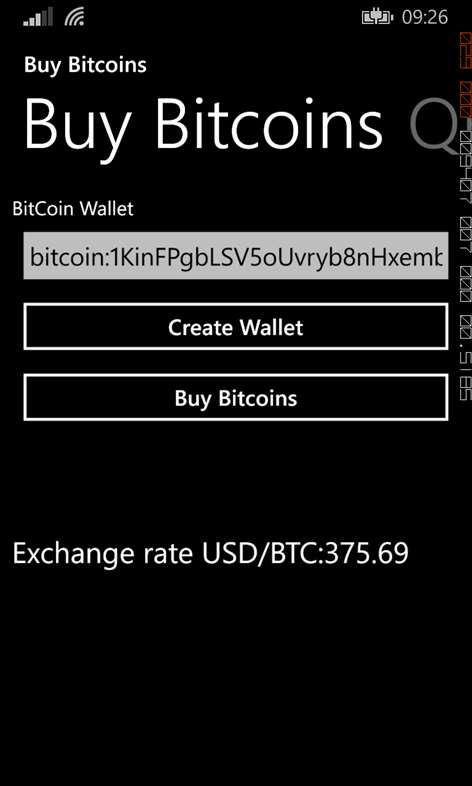 09:26
Buy Bitcoins
Buy Bitcoins Q
BitCoin Wallet
bitcoin:1KinFPgbLSV5oUvryb8nHxemb
Create Wallet
Buy Bitcoins
Exchange rate USD/BTC:375.69